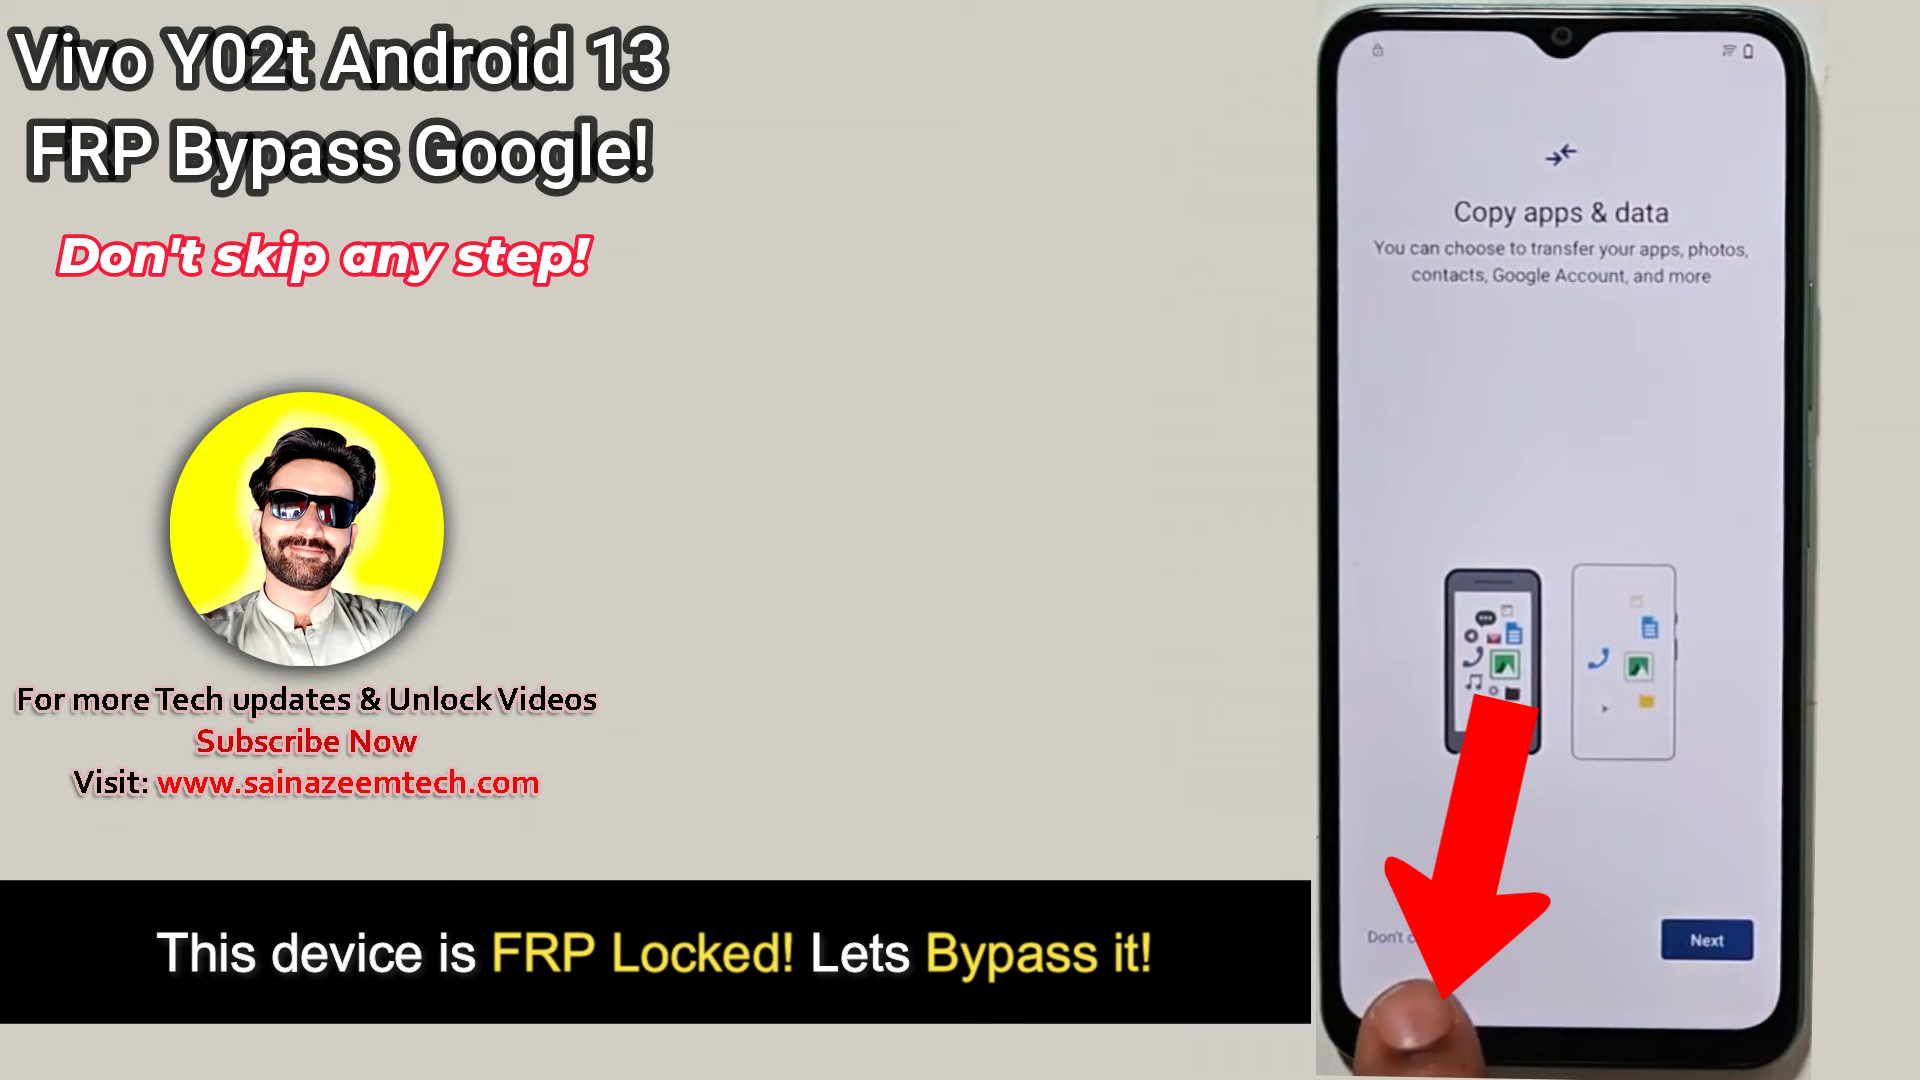 Vivo Y02t Android 13
FRP Bypass Google!
Don't skip any step!
For more Tech updates & Unlock Videos
Subscribe Now
Visit: www.sainazeemtech.com
This device is FRP Locked! Lets Bypass it!
Copy apps & data
You can choose to transfer your apps, photos,
contacts, Google Account, and more
Don't
Next